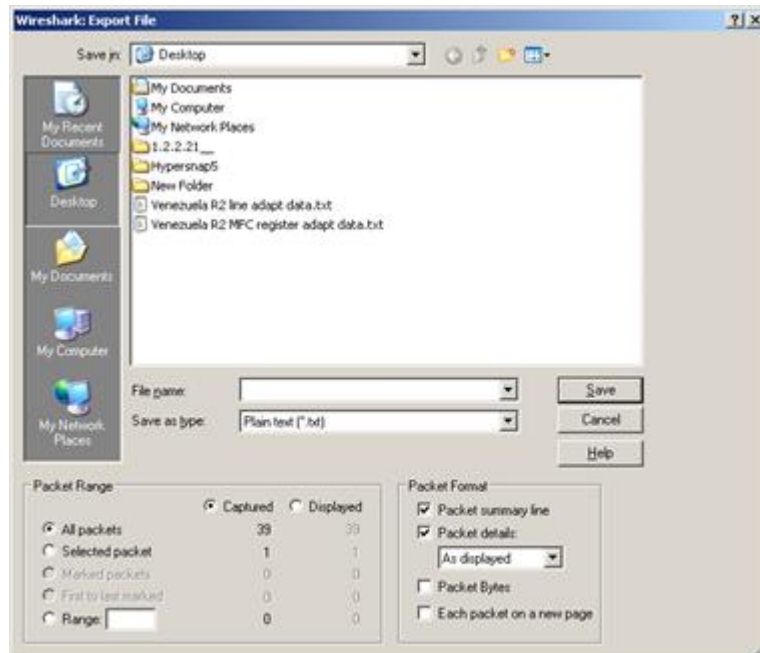 Wireshark: Export File
Save in: Desktop
My Recent Documents
Desktop
My Documents
My Computer
My Network Places
My Documents
My Computer
My Network Places
1.2.2.21__
Hypersnap5
New Folder
Venezuela R2 line adapt data.txt
Venezuela R2 MFC register adapt data.txt
File name:
Save
Save as type: Plain text (*.txt)
Cancel
Help
Packet Range
Captured Displayed
All packets 39 39
Selected packet 1 1
Marked packets 0 0
First to last marked 0 0
Range: 0 0
Packet Format
Packet summary line
Packet details:
As displayed
Packet Bytes
Each packet on a new page